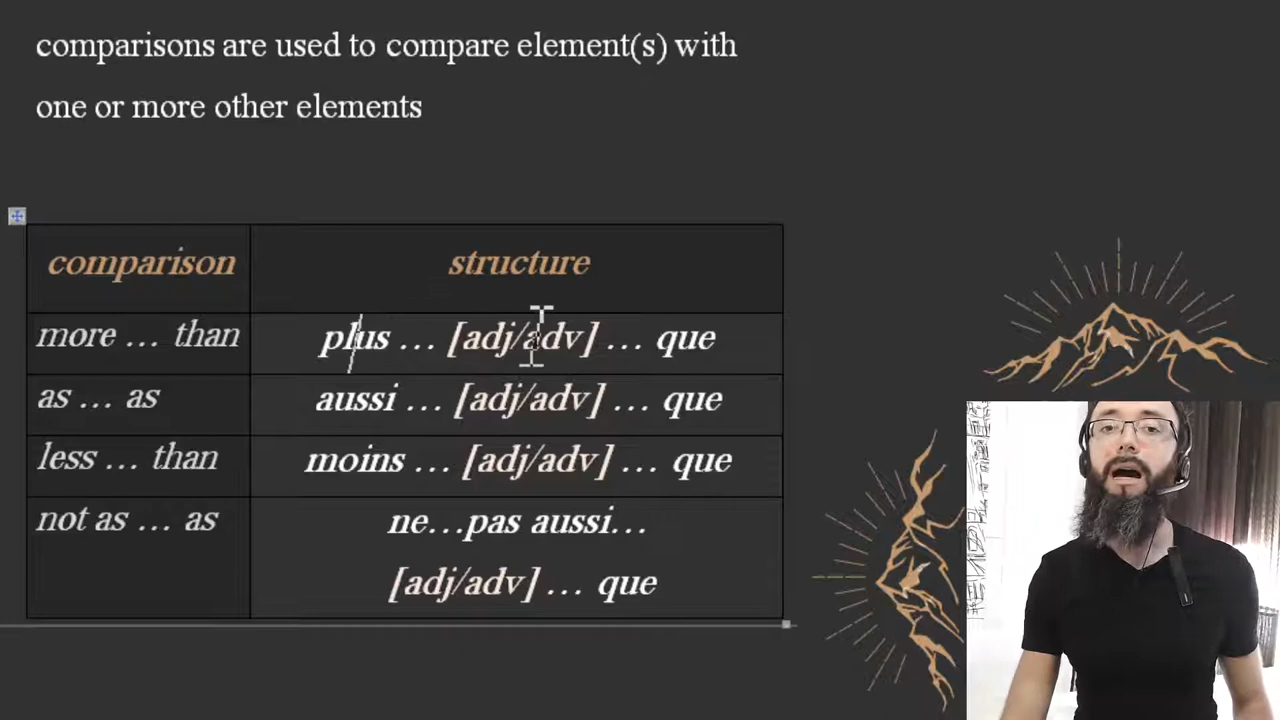 comparisons are used to compare element(s) with
one or more other elements
comparison structure
more … than plus … [adj/adv] … que
as … as aussi … [adj/adv] … que
less … than moins … [adj/adv] … que
not as … as ne…pas aussi…
[adj/adv] … que